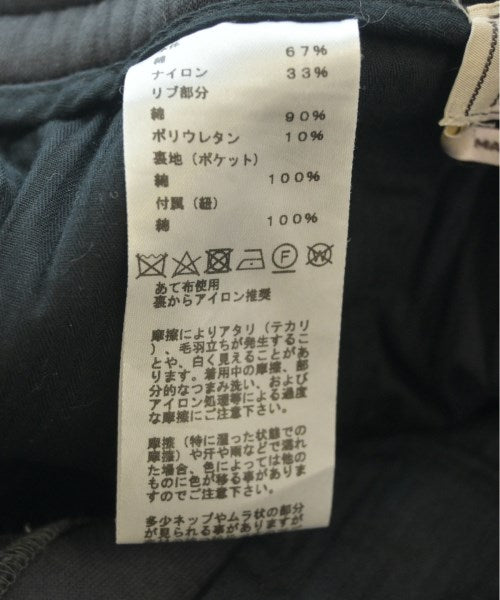 綿 67%
ナイロン 33%
リブ部分
綿 90%
ポリウレタン 10%
裏地(ポケット)
綿 100%
付属(紐)
綿 100%
F W
あて布使用
裏からアイロン推奨
摩擦によりアタリ(テカリ
)、毛羽立ちが発生するこ
とや、白く見えることがあ
ります。着用中の摩擦、部
分的なつまみ洗い、および
アイロン処理等による過度
な摩擦にご注意下さい。
摩擦(特に湿った状態での
摩擦)や汗や雨などで濡れ
た場合、色によっては他の
ものに色が移る事がありま
すのでご注意下さい。
多少ネップやムラ状の部分
が見られる事がありますが
MA